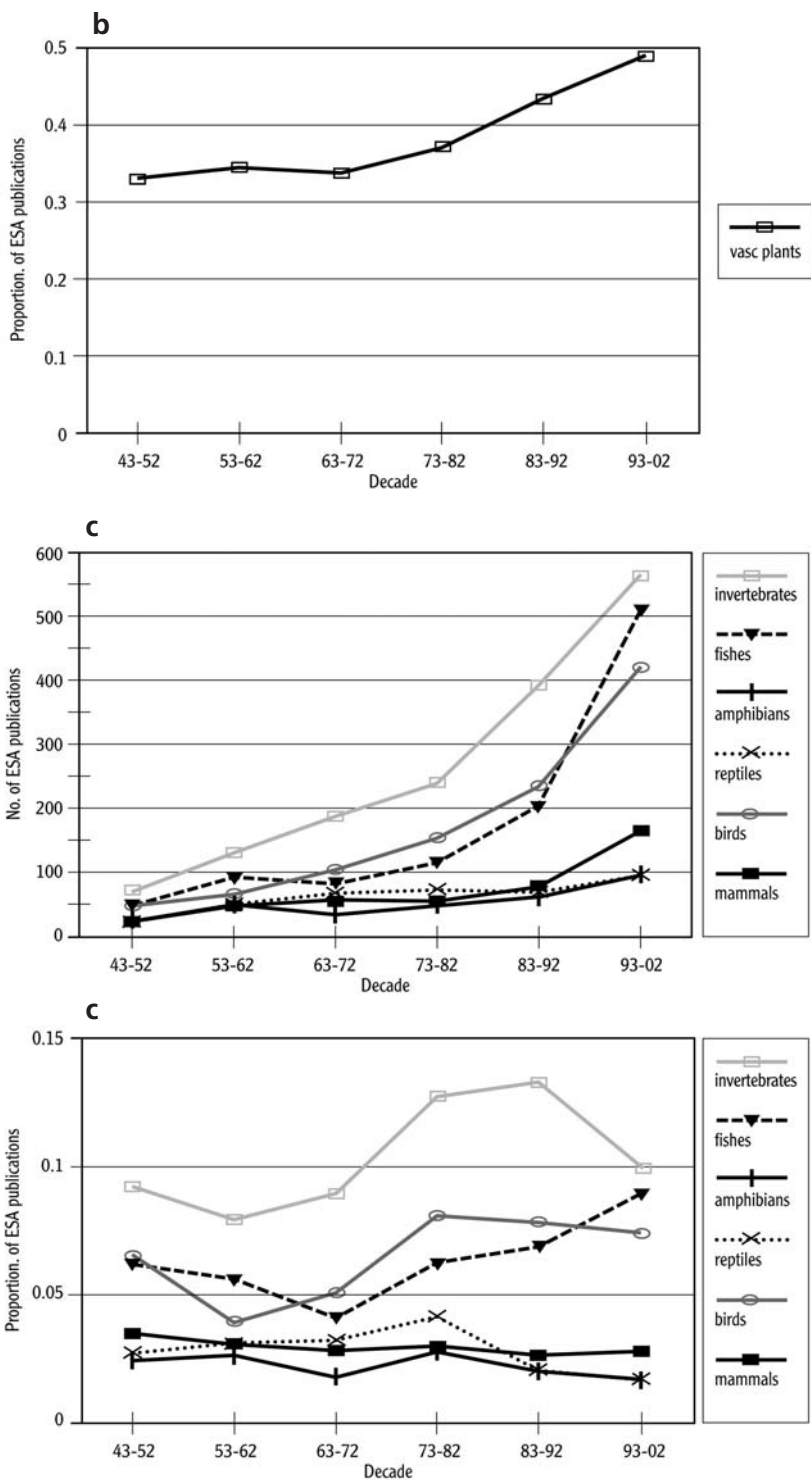 b
Proportion. of ESA publications
0.5
0.4
0.3
0.2
0.1
0
43-52 53-62 63-72 73-82 83-92 93-02
Decade
vasc plants
c
No. of ESA publications
600
500
400
300
200
100
0
43-52 53-62 63-72 73-82 83-92 93-02
Decade
invertebrates
fishes
amphibians
reptiles
birds
mammals
c
Proportion. of ESA publications
0.15
0.1
0.05
0
43-52 53-62 63-72 73-82 83-92 93-02
Decade
invertebrates
fishes
amphibians
reptiles
birds
mammals